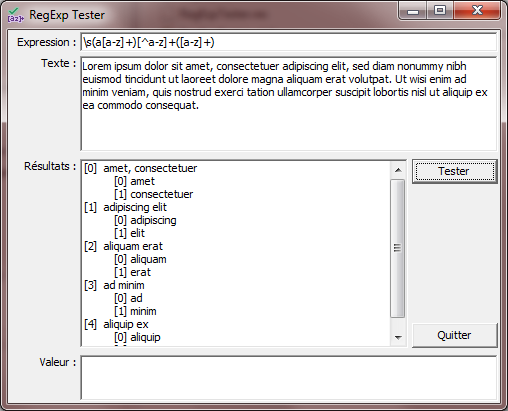 RegExp Tester
Expression : \s(a[a-z]+)[^a-z]+([a-z]+)
Texte : Lorem ipsum dolor sit amet, consectetuer adipiscing elit, sed diam nonummy nibh
euismod tincidunt ut laoreet dolore magna aliquam erat volutpat. Ut wisi enim ad
minim veniam, quis nostrud exerci tation ullamcorper suscipit lobortis nisl ut aliquip ex
ea commodo consequat.
Résultats : [0] amet, consectetuer
[0] amet
[1] consectetuer
[1] adipiscing elit
[0] adipiscing
[1] elit
[2] aliquam erat
[0] aliquam
[1] erat
[3] ad minim
[0] ad
[1] minim
[4] aliquip ex
[0] aliquip
Tester
Quitter
Valeur :